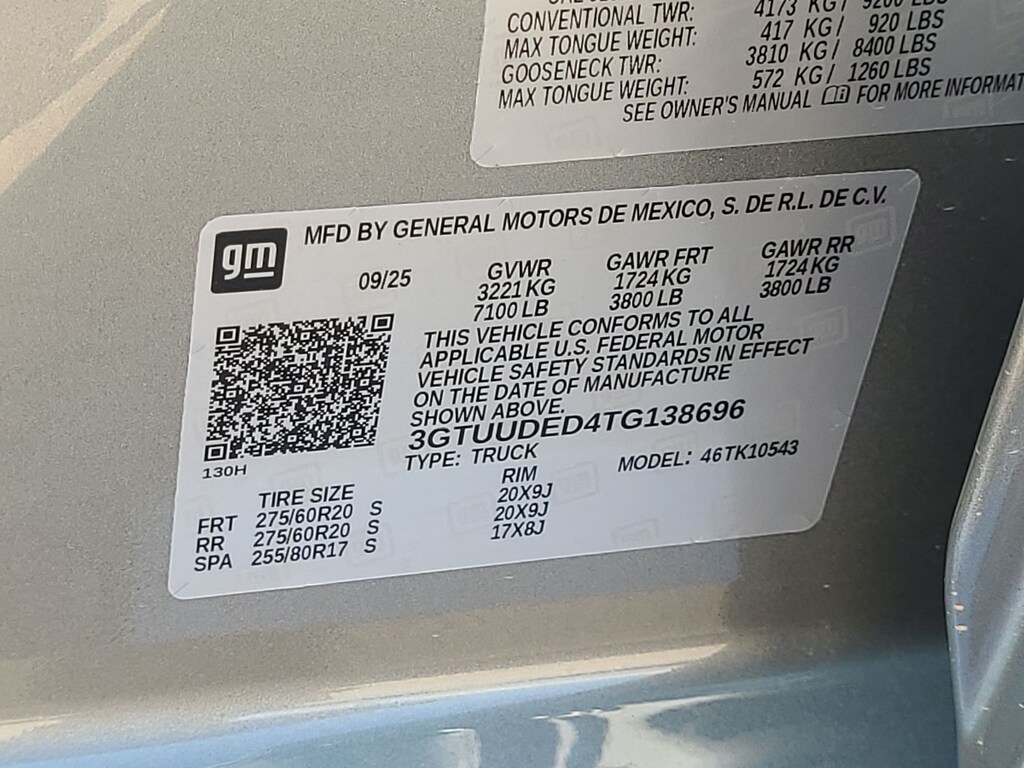 CONVENTIONAL TWR: 4173 KG/ 9200 LBS
MAX TONGUE WEIGHT: 417 KG/ 920 LBS
GOOSENECK TWR: 3810 KG/ 8400 LBS
MAX TONGUE WEIGHT: 572 KG/ 1260 LBS
SEE OWNER'S MANUAL FOR MORE INFORMAT
gm
MFD BY GENERAL MOTORS DE MEXICO, S. DE R.L. DE C.V.
09/25 GVWR GAWR FRT GAWR RR
3221 KG 1724 KG 1724 KG
7100 LB 3800 LB 3800 LB
THIS VEHICLE CONFORMS TO ALL
APPLICABLE U.S. FEDERAL MOTOR
VEHICLE SAFETY STANDARDS IN EFFECT
ON THE DATE OF MANUFACTURE
SHOWN ABOVE.
3GTUUDED4TG138696
130H
TYPE: TRUCK MODEL: 46TK10543
TIRE SIZE RIM
FRT 275/60R20 S 20X9J
RR 275/60R20 S 20X9J
SPA 255/80R17 S 17X8J